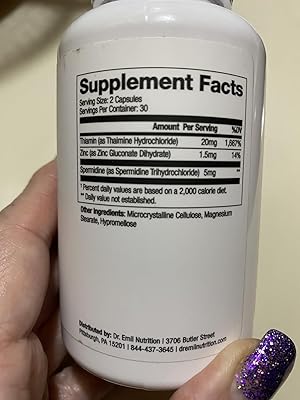 Supplement Facts
Serving Size: 2 Capsules
Servings Per Container: 30
Amount Per Serving %DV
Thiamin (as Thaimine Hydrochloride) 20mg 1,667%
Zinc (as Zinc Gluconate Dihydrate) 1.5mg 14%
Spermidine (as Spermidine Trihydrochloride) 5mg **
* Percent daily values are based on a 2,000 calorie diet.
** Daily value not established.
Other Ingredients: Microcrystalline Cellulose, Magnesium
Stearate, Hypromellose
Distributed by: Dr. Emil Nutrition | 3706 Butler Street
Pittsburgh, PA 15201 | 844-437-3645 | dremilnutrition.com